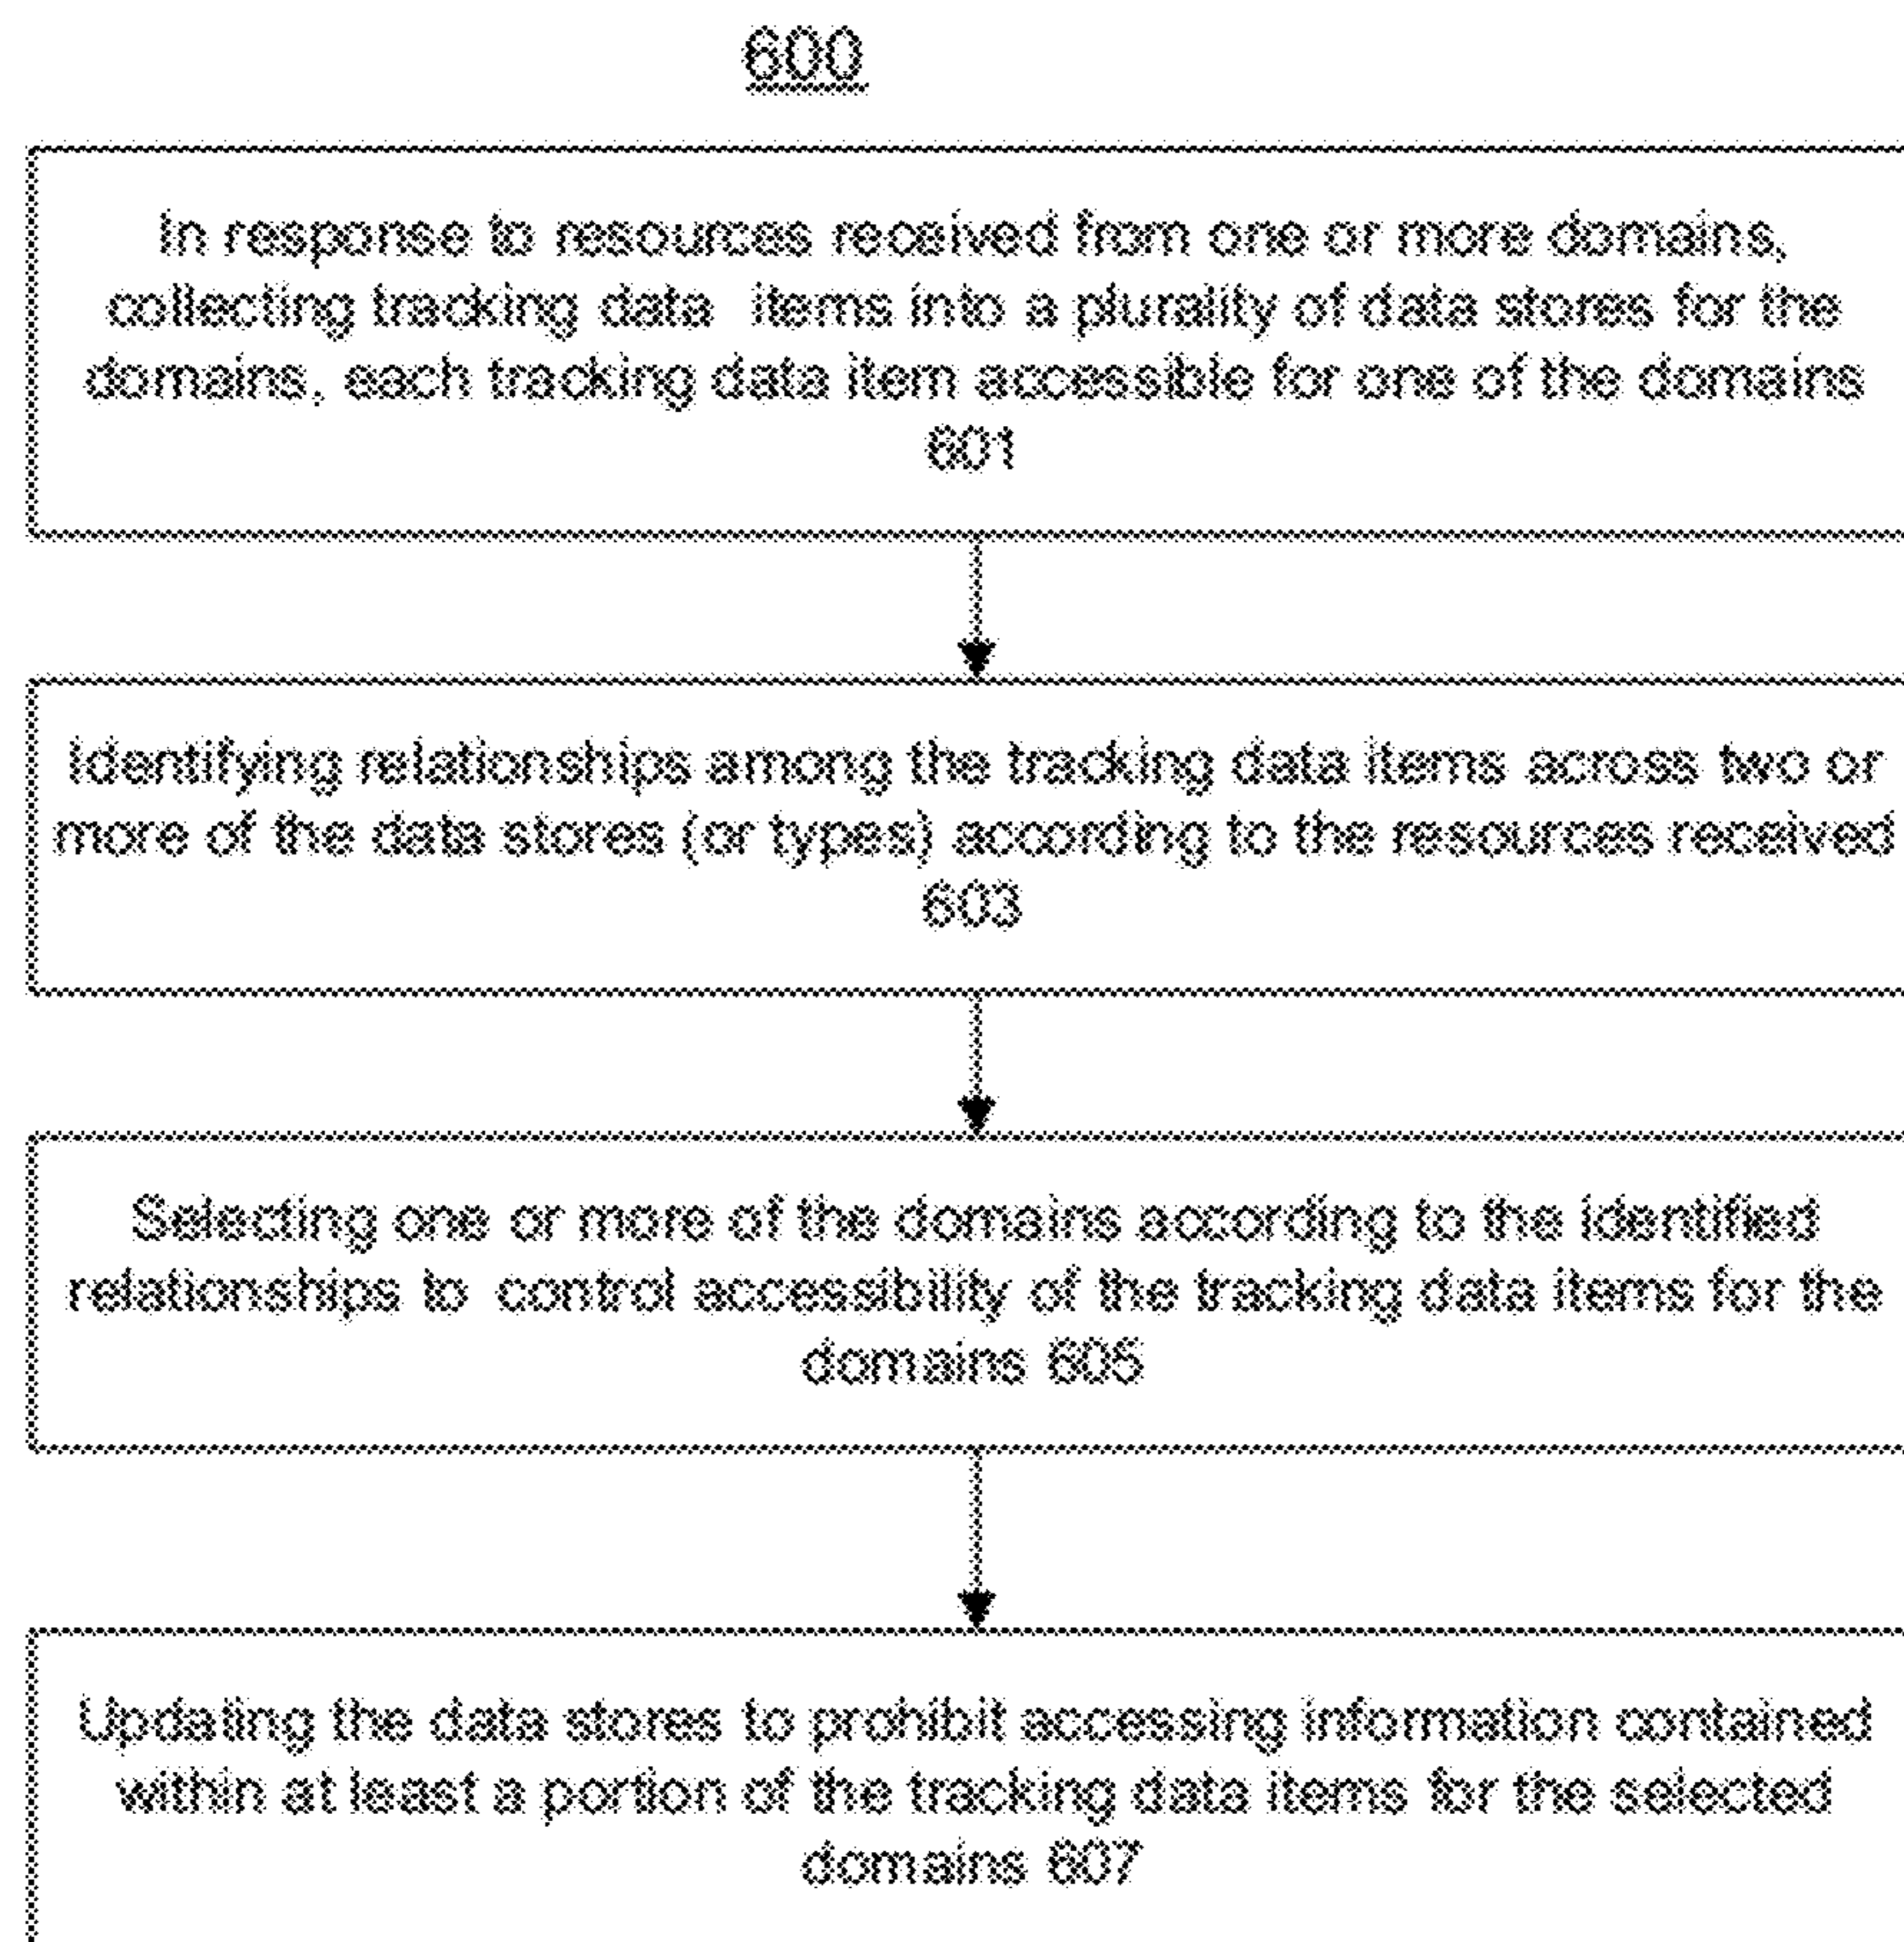 600
In response to resources received from one or more domains,
collecting tracking data items into a plurality of data stores for the
domains, each tracking data item accessible for one of the domains
601
Identifying relationships among the tracking data items across two or
more of the data stores (or types) according to the resources received
603
Selecting one or more of the domains according to the identified
relationships to control accessibility of the tracking data items for the
domains 605
Updating the data stores to prohibit accessing information contained
within at least a portion of the tracking data items for the selected
domains 607